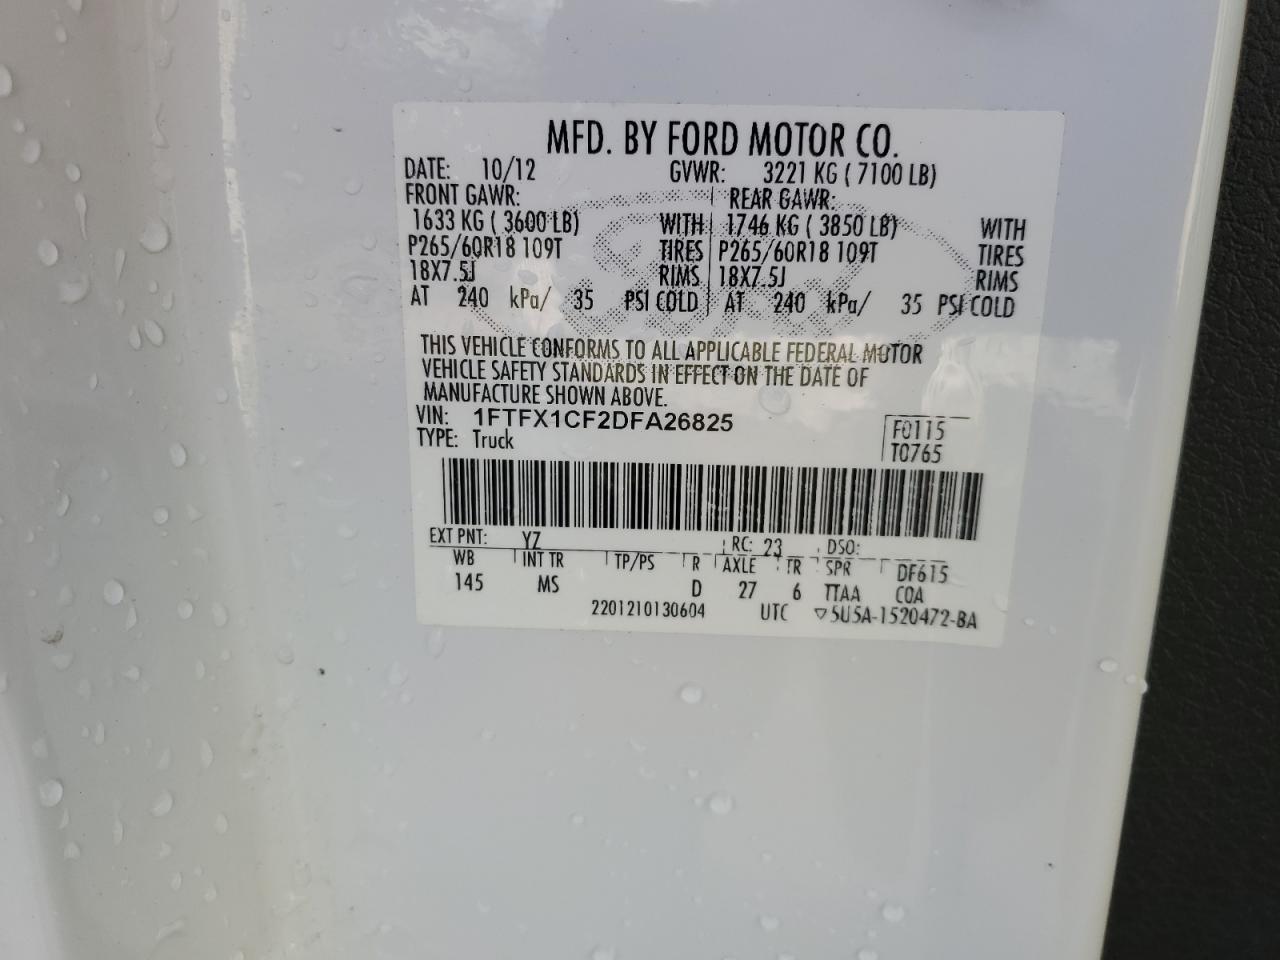 MFD. BY FORD MOTOR CO.
DATE: 10/12 GVWR: 3221 KG ( 7100 LB)
FRONT GAWR: REAR GAWR:
1633 KG ( 3600 LB) WITH 1746 KG ( 3850 LB) WITH
P265/60R18 109T TIRES P265/60R18 109T TIRES
18X7.5J RIMS 18X7.5J RIMS
AT 240 kPa/ 35 PSI COLD AT 240 kPa/ 35 PSI COLD
THIS VEHICLE CONFORMS TO ALL APPLICABLE FEDERAL MOTOR
VEHICLE SAFETY STANDARDS IN EFFECT ON THE DATE OF
MANUFACTURE SHOWN ABOVE.
VIN: 1FTFX1CF2DFA26825 F0115
TYPE: Truck T0765
EXT PNT: YZ RC: 23 DSO:
WB INT TR TP/PS R AXLE TR SPR DF615
145 MS D 27 6 TTAA COA
2201210130604 UTC ▽5U5A-1520472-BA